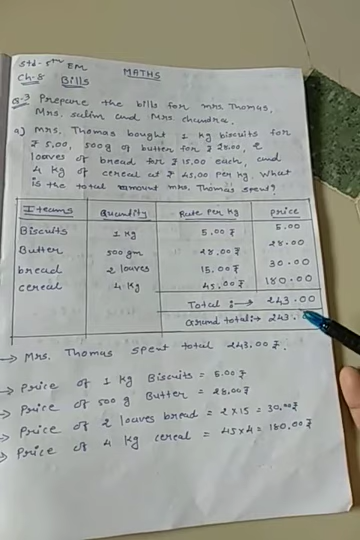 Std-5th EM
Ch-8 Bills MATHS
Q-3 Prepare the bills for mrs. Thomas,
Mrs. salim and Mrs chandra.
a) Mrs. Thomas bought 1 kg biscuits for
₹ 5.00, 500 g of butter for ₹ 28.00, 2
loaves of bread for ₹ 15.00 each, and
4 kg of cereal at ₹ 45.00 per kg. What
is the total amount mrs. Thomas spent?
Iteams Quantity Rate Per Kg price
Biscuits 1 kg 5.00 ₹ 5.00
Butter 500 gm 28.00 ₹ 28.00
bread 2 loaves 15.00 ₹ 30.00
cereal 4 kg 45.00 ₹ 180.00
Total :→ 243.00
Grand total:→ 243.0
→ Mrs. Thomas spent total 243.00 ₹.
→ Price of 1 kg Biscuits = 5.00 ₹
→ Price of 500 g Butter = 28.00 ₹
→ Price of 2 loaves bread = 2 × 15 = 30.00 ₹
→ Price of 4 kg cereal = 45×4 = 180.00 ₹